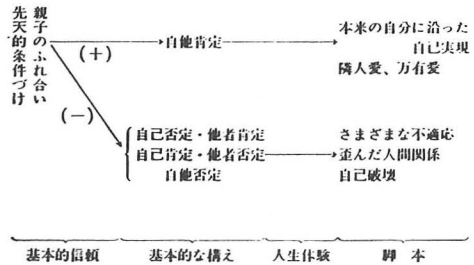 親子のふれ合い
先天的条件づけ
(+)
自他肯定
本来の自分に沿った
自己実現
隣人愛、万有愛
(−)
自己否定・他者肯定
自己肯定・他者否定
自他否定
さまざまな不適応
歪んだ人間関係
自己破壊
基本的信頼
基本的な構え
人生体験
脚本